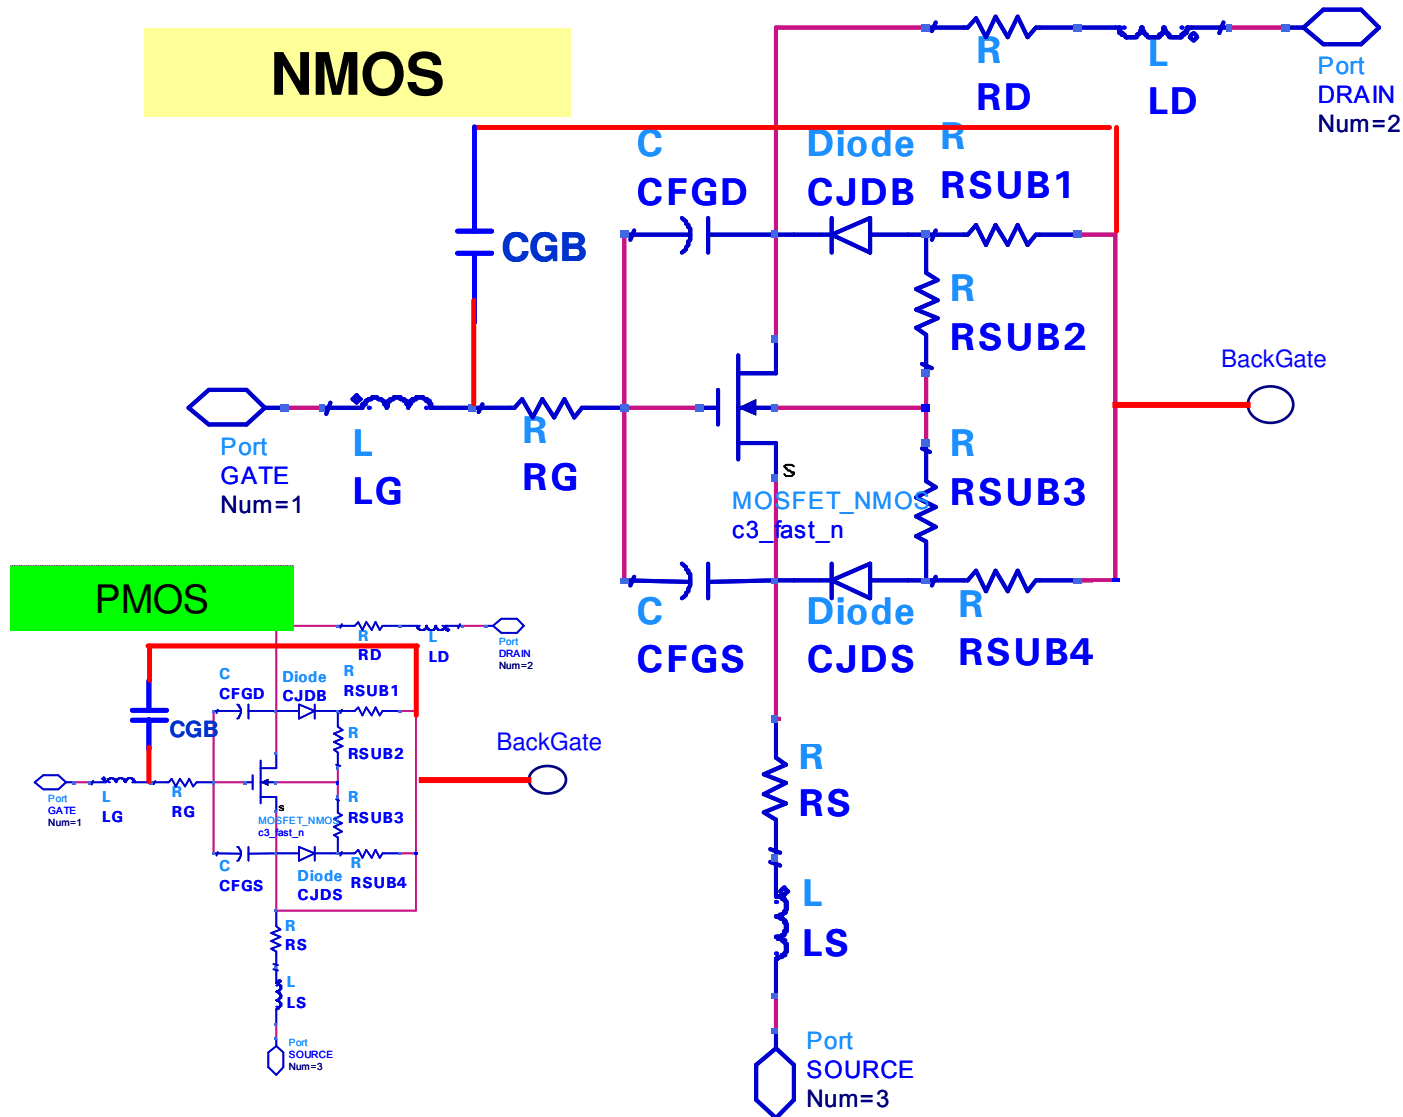 NMOS
R
RD
L
LD
Port
DRAIN
Num=2
C
CFGD
Diode
CJDB
R
RSUB1
CGB
R
RSUB2
BackGate
Port
GATE
Num=1
L
LG
R
RG
S
MOSFET_NMOS
c3_fast_n
R
RSUB3
C
CFGS
Diode
CJDS
R
RSUB4
R
RS
L
LS
Port
SOURCE
Num=3
PMOS
R
RD
L
LD
Port
DRAIN
Num=2
C
CFGD
Diode
CJDB
R
RSUB1
CGB
R
RSUB2
BackGate
Port
GATE
Num=1
L
LG
R
RG
S
MOSFET_NMOS
c3_fast_n
R
RSUB3
C
CFGS
Diode
CJDS
R
RSUB4
R
RS
L
LS
Port
SOURCE
Num=3